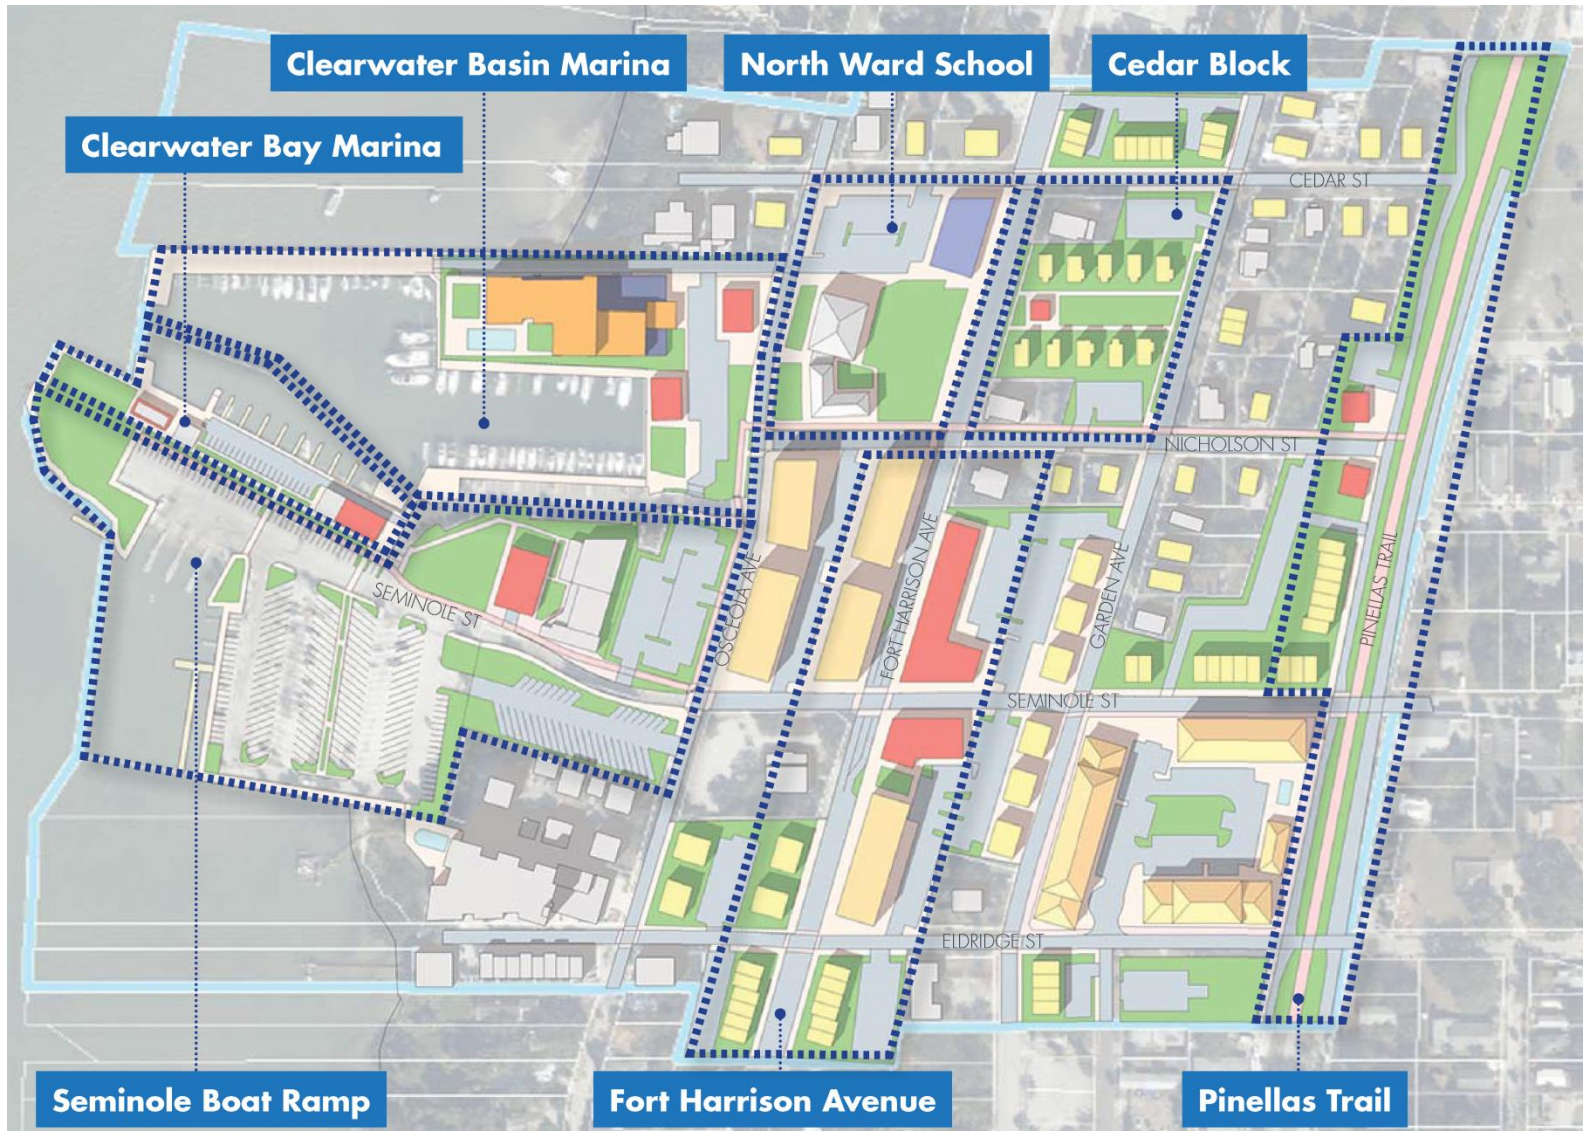 Clearwater Basin Marina
North Ward School
Cedar Block
Clearwater Bay Marina
CEDAR ST
NICHOLSON ST
SEMINOLE ST
OSCEOLA AVE
FORT HARRISON AVE
GARDEN AVE
PINELLAS TRAIL
SEMINOLE ST
ELDRIDGE ST
Seminole Boat Ramp
Fort Harrison Avenue
Pinellas Trail